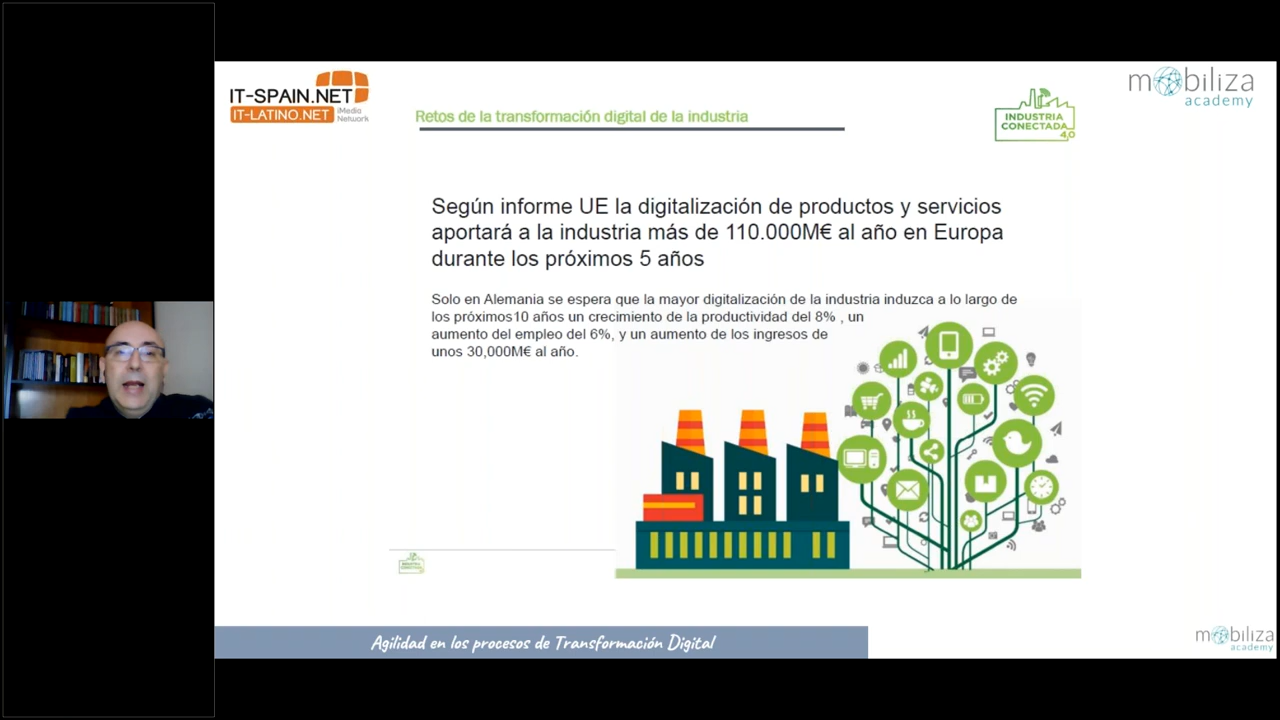 IT-SPAIN.NET
IT-LATINO.NET
iMedia
Network
Retos de la transformación digital de la industria
INDUSTRIA
CONECTADA
4.0
mobiliza
academy
Según informe UE la digitalización de productos y servicios
aportará a la industria más de 110.000M€ al año en Europa
durante los próximos 5 años
Solo en Alemania se espera que la mayor digitalización de la industria induzca a lo largo de
los próximos10 años un crecimiento de la productividad del 8% , un
aumento del empleo del 6%, y un aumento de los ingresos de
unos 30,000M€ al año.
Agilidad en los procesos de Transformación Digital
mobiliza
academy